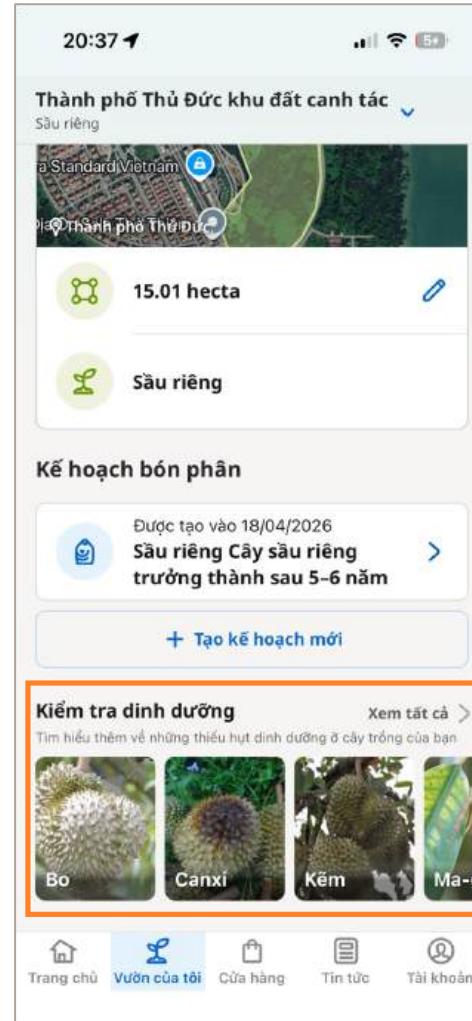 20:37
5+
Thành phố Thủ Đức khu đất canh tác
Sầu riêng
a Standard Vietnam
Thành phố Thủ Đức
15.01 hecta
Sầu riêng
Kế hoạch bón phân
Được tạo vào 18/04/2026
Sầu riêng Cây sầu riêng
trưởng thành sau 5–6 năm
+ Tạo kế hoạch mới
Kiểm tra dinh dưỡng
Xem tất cả
Tìm hiểu thêm về những thiếu hụt dinh dưỡng ở cây trồng của bạn
Bo
Canxi
Kẽm
Ma-
Trang chủ
Vườn của tôi
Cửa hàng
Tin tức
Tài khoản